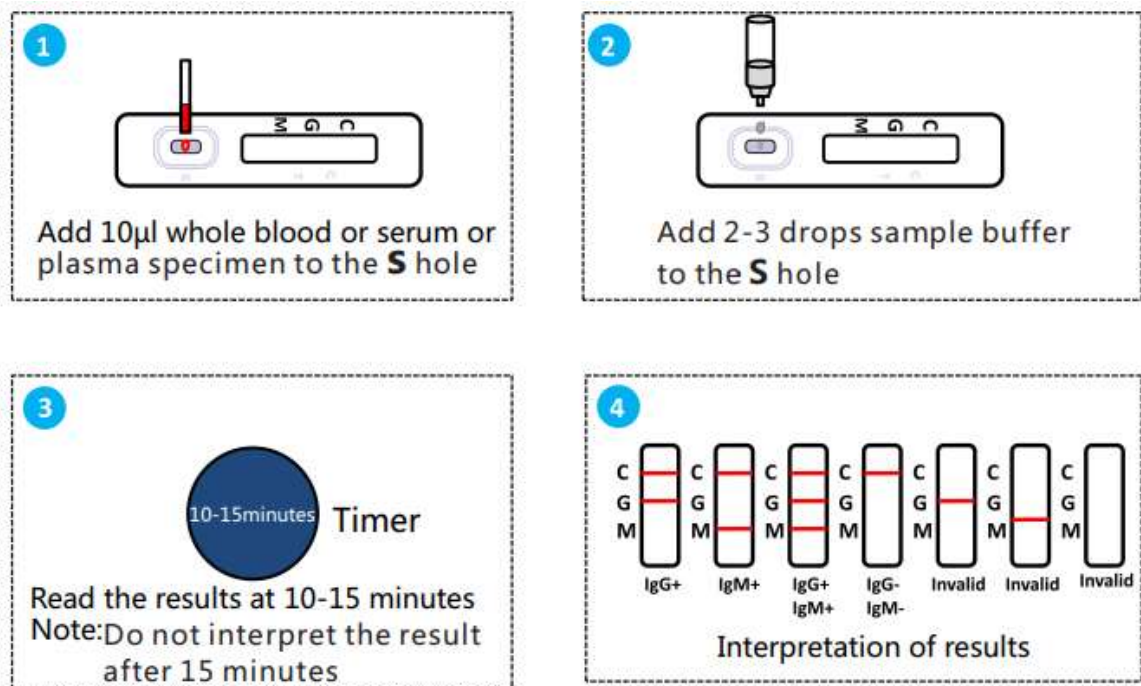 1
M G C
Add 10μl whole blood or serum or
plasma specimen to the S hole
2
M G C
Add 2-3 drops sample buffer
to the S hole
3
10-15minutes
Timer
Read the results at 10-15 minutes
Note:Do not interpret the result
after 15 minutes
4
C C C C C C C
G G G G G G G
M M M M M M M
IgG+ IgM+ IgG+ IgG- Invalid Invalid Invalid
IgM+ IgM-
Interpretation of results